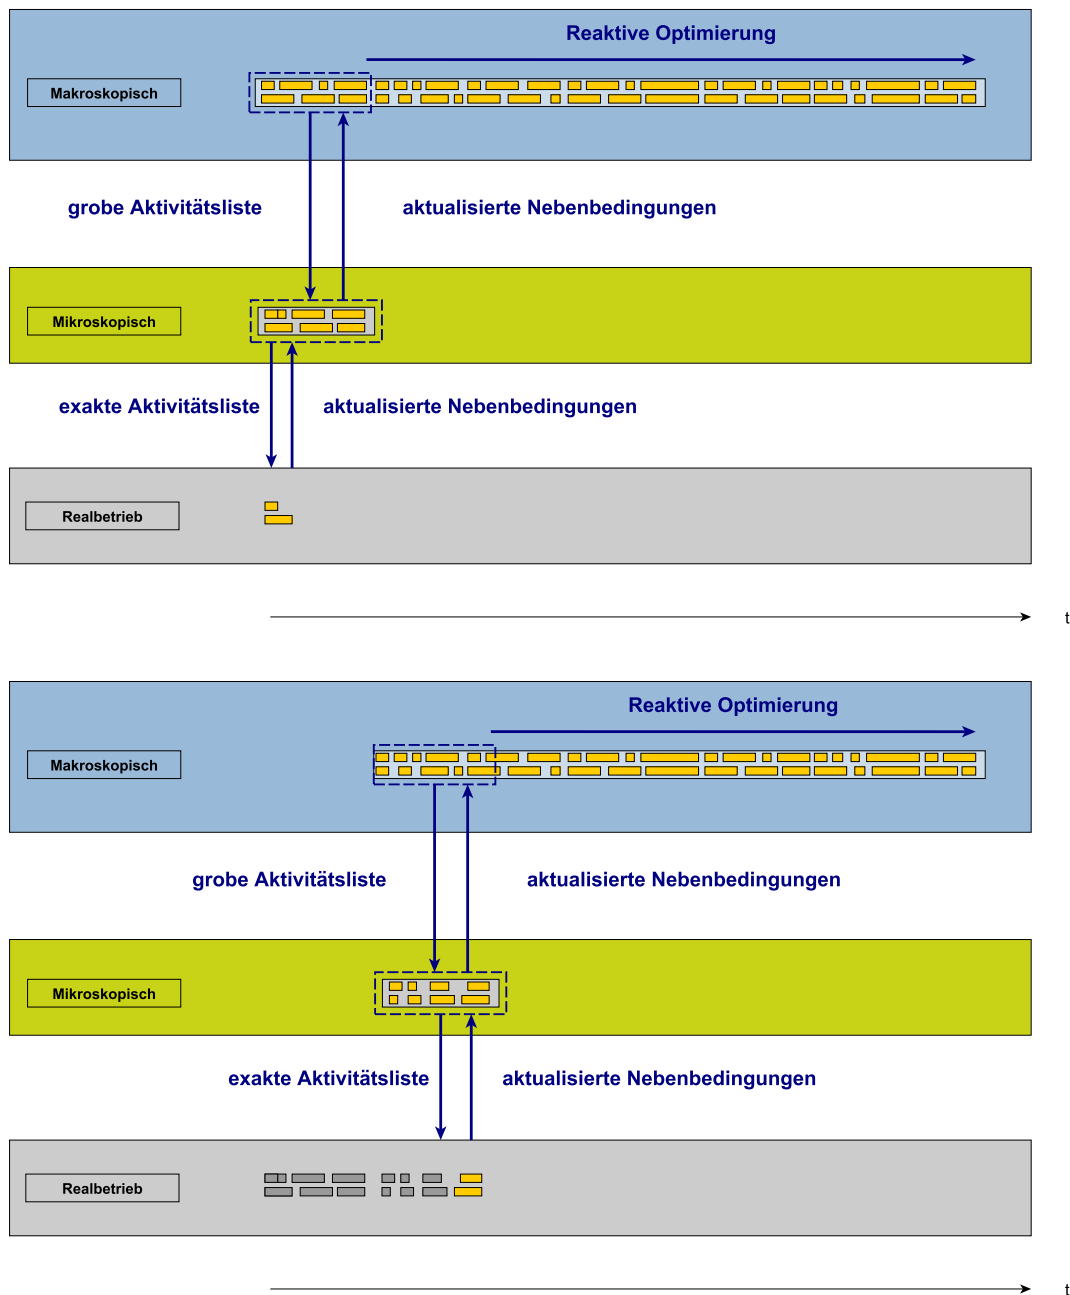 Reaktive Optimierung
Makroskopisch
grobe Aktivitätsliste
aktualisierte Nebenbedingungen
Mikroskopisch
exakte Aktivitätsliste
aktualisierte Nebenbedingungen
Realbetrieb
t
Reaktive Optimierung
Makroskopisch
grobe Aktivitätsliste
aktualisierte Nebenbedingungen
Mikroskopisch
exakte Aktivitätsliste
aktualisierte Nebenbedingungen
Realbetrieb
t